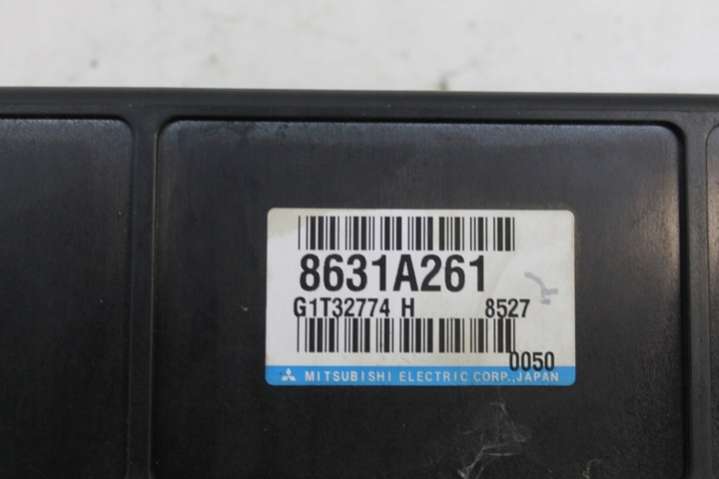 8631A261
G1T32774 H 8527
0050
MITSUBISHI ELECTRIC CORP.,JAPAN